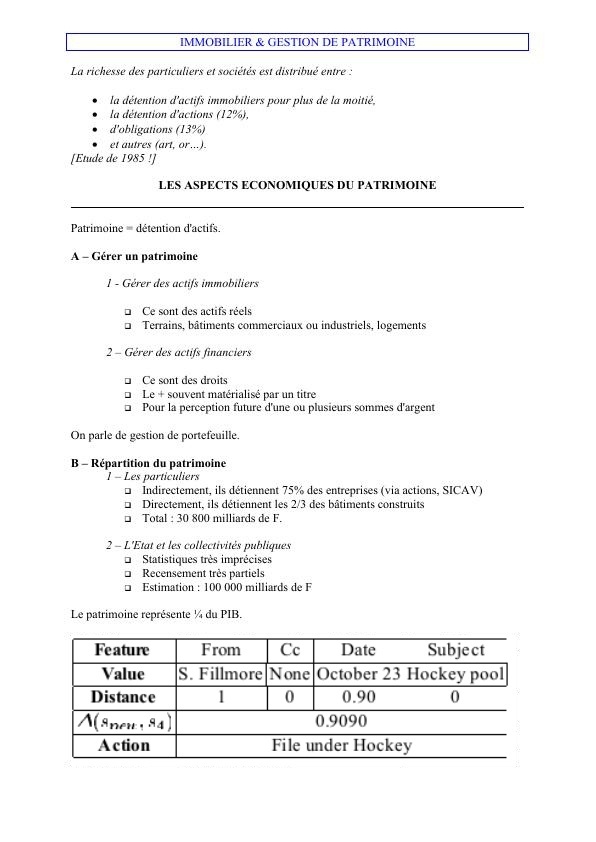 IMMOBILIER & GESTION DE PATRIMOINE
La richesse des particuliers et sociétés est distribué entre :
• la détention d'actifs immobiliers pour plus de la moitié,
• la détention d'actions (12%),
• d'obligations (13%)
• et autres (art, or…).
[Etude de 1985 !]
LES ASPECTS ECONOMIQUES DU PATRIMOINE
Patrimoine = détention d'actifs.
A – Gérer un patrimoine
1 - Gérer des actifs immobiliers
❑ Ce sont des actifs réels
❑ Terrains, bâtiments commerciaux ou industriels, logements
2 – Gérer des actifs financiers
❑ Ce sont des droits
❑ Le + souvent matérialisé par un titre
❑ Pour la perception future d'une ou plusieurs sommes d'argent
On parle de gestion de portefeuille.
B – Répartition du patrimoine
1 – Les particuliers
❑ Indirectement, ils détiennent 75% des entreprises (via actions, SICAV)
❑ Directement, ils détiennent les 2/3 des bâtiments construits
❑ Total : 30 800 milliards de F.
2 – L'Etat et les collectivités publiques
❑ Statistiques très imprécises
❑ Recensement très partiels
❑ Estimation : 100 000 milliards de F
Le patrimoine représente ¼ du PIB.
Feature From Cc Date Subject
Value S. Fillmore None October 23 Hockey pool
Distance 1 0 0.90 0
Λ(s_new, s_4) 0.9090
Action File under Hockey